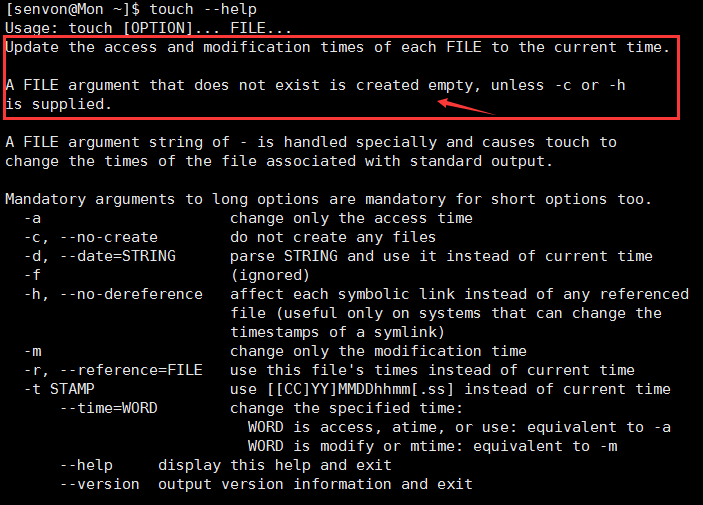 [senvon@Mon ~]$ touch --help
Usage: touch [OPTION]... FILE...
Update the access and modification times of each FILE to the current time.

A FILE argument that does not exist is created empty, unless -c or -h
is supplied.

A FILE argument string of - is handled specially and causes touch to
change the times of the file associated with standard output.

Mandatory arguments to long options are mandatory for short options too.
  -a                     change only the access time
  -c, --no-create        do not create any files
  -d, --date=STRING      parse STRING and use it instead of current time
  -f                     (ignored)
  -h, --no-dereference   affect each symbolic link instead of any referenced
                         file (useful only on systems that can change the
                         timestamps of a symlink)
  -m                     change only the modification time
  -r, --reference=FILE   use this file's times instead of current time
  -t STAMP               use [[CC]YY]MMDDhhmm[.ss] instead of current time
      --time=WORD        change the specified time:
                           WORD is access, atime, or use: equivalent to -a
                           WORD is modify or mtime: equivalent to -m
      --help     display this help and exit
      --version  output version information and exit